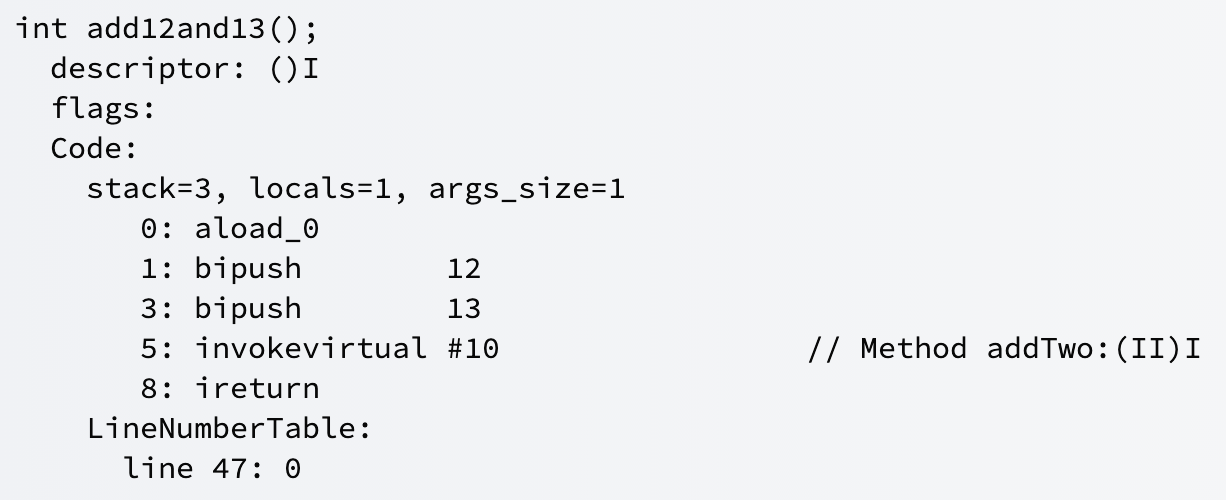 int add12and13();
  descriptor: ()I
  flags:
  Code:
    stack=3, locals=1, args_size=1
       0: aload_0
       1: bipush        12
       3: bipush        13
       5: invokevirtual #10                 // Method addTwo:(II)I
       8: ireturn
    LineNumberTable:
      line 47: 0